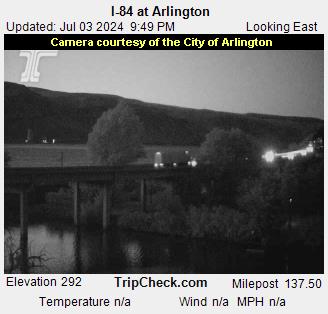 I-84 at Arlington
Updated: Jul 03 2024 9:49 PM Looking East
Camera courtesy of the City of Arlington
Elevation 292 TripCheck.com Milepost 137.50
Temperature n/a Wind n/a MPH n/a